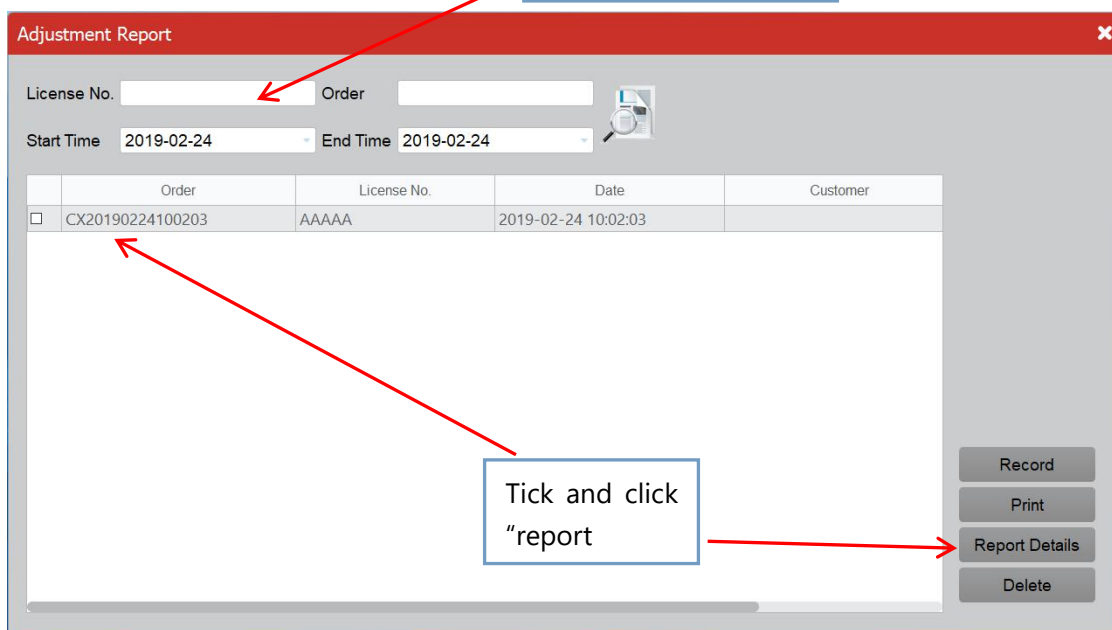 Adjustment Report
License No. Order
Start Time 2019-02-24 End Time 2019-02-24
Order License No. Date Customer
CX20190224100203 AAAAA 2019-02-24 10:02:03
Tick and click
“report
Record
Print
Report Details
Delete